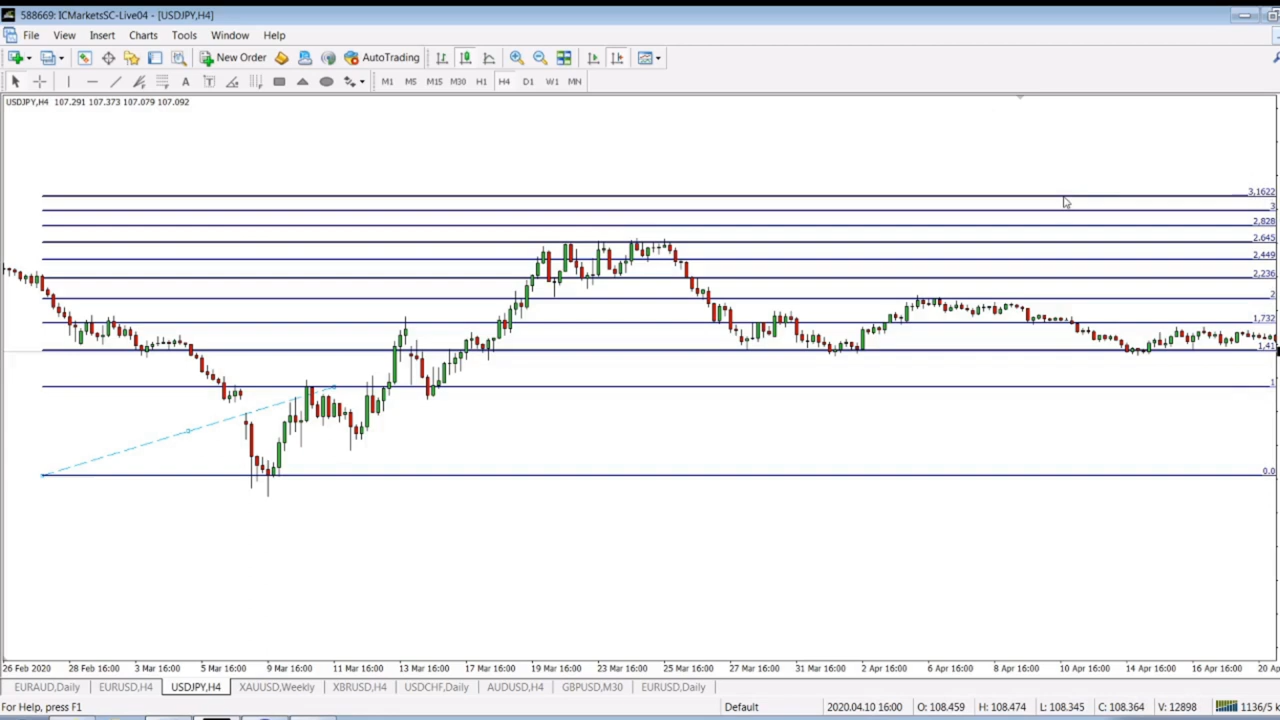 588669: ICMarketsSC-Live04 - [USDJPY,H4]
File View Insert Charts Tools Window Help
New Order AutoTrading
A T M1 M5 M15 M30 H1 H4 D1 W1 MN
USDJPY,H4 107.291 107.373 107.079 107.092
3,1622
3
2,828
2,645
2,449
2,236
2
1,732
1,41
1
0.0
26 Feb 2020 28 Feb 16:00 3 Mar 16:00 5 Mar 16:00 9 Mar 16:00 11 Mar 16:00 13 Mar 16:00 17 Mar 16:00 19 Mar 16:00 23 Mar 16:00 25 Mar 16:00 27 Mar 16:00 31 Mar 16:00 2 Apr 16:00 6 Apr 16:00 8 Apr 16:00 10 Apr 16:00 14 Apr 16:00 16 Apr 16:00 20 Ap
EURAUD,Daily EURUSD,H4 USDJPY,H4 XAUUSD,Weekly XBRUSD,H4 USDCHF,Daily AUDUSD,H4 GBPUSD,M30 EURUSD,Daily
For Help, press F1 Default 2020.04.10 16:00 O: 108.459 H: 108.474 L: 108.345 C: 108.364 V: 12898 1136/5 k